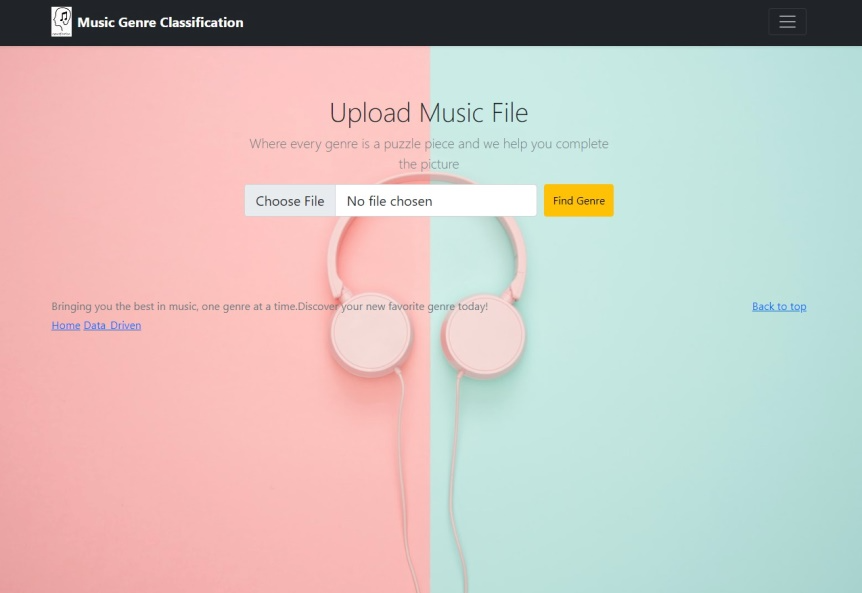 Music Genre Classification
Upload Music File
Where every genre is a puzzle piece and we help you complete
the picture
Choose File No file chosen Find Genre
Bringing you the best in music, one genre at a time.Discover your new favorite genre today! Back to top
Home Data_Driven